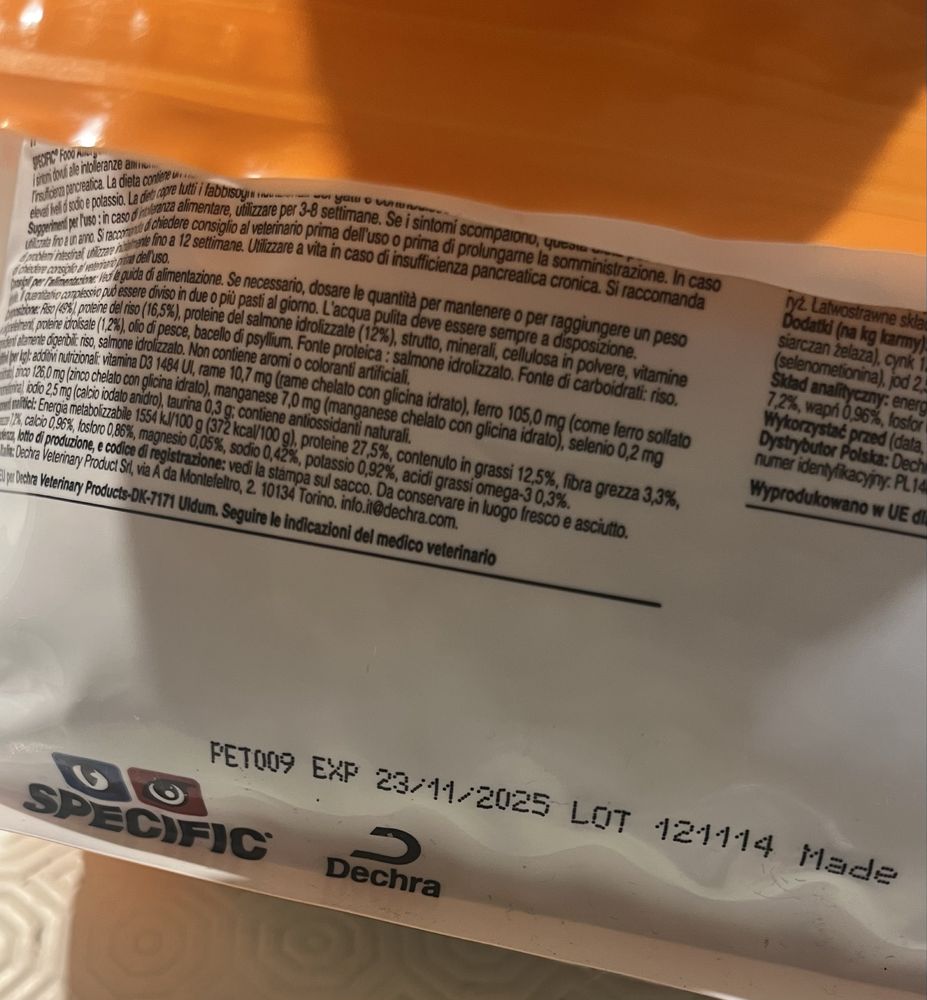 SPECIFIC® Food
I sintomi dovuti alle intolleranze
l'insufficienza pancreatica. La dieta contiene
elevati livelli di sodio e potassio. La dieta copre tutti i fabbisogni
Suggerimenti per l'uso: in caso di intolleranza alimentare, utilizzare per 3-8 settimane. Se i sintomi scompaiono, questa
utilizzata fino a un anno. Si raccomanda di chiedere consiglio al veterinario prima dell'uso o prima di prolungarne la somministrazione. In caso
di problemi intestinali, utilizzare inizialmente fino a 12 settimane. Utilizzare a vita in caso di insufficienza pancreatica cronica. Si raccomanda
di chiedere consiglio al veterinario prima dell'uso.
per l'alimentazione: Vedi le guida di alimentazione. Se necessario, dosare le quantità per mantenere o per raggiungere un peso
Il quantitativo complessivo può essere diviso in due o più pasti al giorno. L'acqua pulita deve essere sempre a disposizione.
Riso (49%), proteine del riso (16,5%), proteine del salmone idrolizzate (12%), strutto, minerali, cellulosa in polvere, vitamine
proteine idrolisate (1,2%), olio di pesce, bacello di psyllium. Fonte proteica : salmone idrolizzato. Fonte di carboidrati: riso.
altamente digeribili: riso, salmone idrolizzato. Non contiene aromi o coloranti artificiali.
(per kg): additivi nutrizionali: vitamina D3 1484 UI, rame 10,7 mg (rame chelato con glicina idrato), ferro 105,0 mg (come ferro solfato
zinco 126,0 mg (zinco chelato con glicina idrato), manganese 7,0 mg (manganese chelato con glicina idrato), selenio 0,2 mg
iodio 2,5 mg (calcio iodato anidro), taurina 0,3 g; contiene antiossidanti naturali.
analitici: Energia metabolizzabile 1554 kJ/100 g (372 kcal/100 g), proteine 27,5%, contenuto in grassi 12,5%, fibra grezza 3,3%,
7,2%, calcio 0,96%, fosforo 0,86%, magnesio 0,05%, sodio 0,42%, potassio 0,92%, acidi grassi omega-3 0,3%.
lotto di produzione, e codice di registrazione: vedi la stampa sul sacco. Da conservare in luogo fresco e asciutto.
Dechra Veterinary Product Srl, via A da Montefeltro, 2. 10134 Torino. info.it@dechra.com.
EU per Dechra Veterinary Products-DK-7171 Uldum. Seguire le indicazioni del medico veterinario
ryż. Łatwostrawne
Dodatki (na kg karmy)
siarczan żelaza), cynk
(selenometionina), jod
Skład analityczny:
7,2%, wapń 0,96%, fosfor
Wykorzystać przed (data,
Dystrybutor Polska:
numer identyfikacyjny:
Wyprodukowano w UE
PET009 EXP 23/11/2025 LOT 121114 Made
SPECIFIC
Dechra